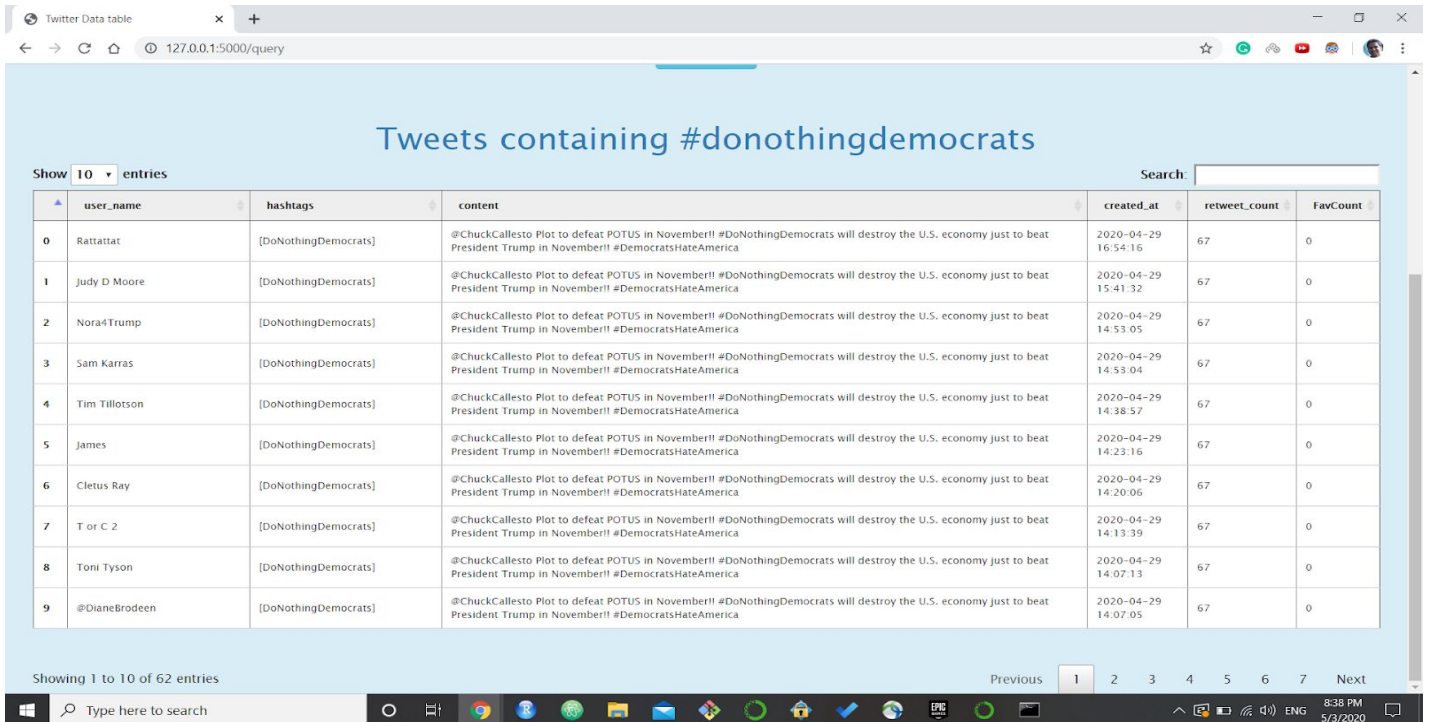 Twitter Data table
127.0.0.1:5000/query
Tweets containing #donothingdemocrats
Show 10 entries
Search:
user_name hashtags content created_at retweet_count FavCount
0 Rattattat [DoNothingDemocrats] @ChuckCallesto Plot to defeat POTUS in November!! #DoNothingDemocrats will destroy the U.S. economy just to beat 2020-04-29 67 0
President Trump in November!! #DemocratsHateAmerica 16:54:16
1 Judy D Moore [DoNothingDemocrats] @ChuckCallesto Plot to defeat POTUS in November!! #DoNothingDemocrats will destroy the U.S. economy just to beat 2020-04-29 67 0
President Trump in November!! #DemocratsHateAmerica 15:41:32
2 Nora4Trump [DoNothingDemocrats] @ChuckCallesto Plot to defeat POTUS in November!! #DoNothingDemocrats will destroy the U.S. economy just to beat 2020-04-29 67 0
President Trump in November!! #DemocratsHateAmerica 14:53:05
3 Sam Karras [DoNothingDemocrats] @ChuckCallesto Plot to defeat POTUS in November!! #DoNothingDemocrats will destroy the U.S. economy just to beat 2020-04-29 67 0
President Trump in November!! #DemocratsHateAmerica 14:53:04
4 Tim Tillotson [DoNothingDemocrats] @ChuckCallesto Plot to defeat POTUS in November!! #DoNothingDemocrats will destroy the U.S. economy just to beat 2020-04-29 67 0
President Trump in November!! #DemocratsHateAmerica 14:38:57
5 James [DoNothingDemocrats] @ChuckCallesto Plot to defeat POTUS in November!! #DoNothingDemocrats will destroy the U.S. economy just to beat 2020-04-29 67 0
President Trump in November!! #DemocratsHateAmerica 14:23:16
6 Cletus Ray [DoNothingDemocrats] @ChuckCallesto Plot to defeat POTUS in November!! #DoNothingDemocrats will destroy the U.S. economy just to beat 2020-04-29 67 0
President Trump in November!! #DemocratsHateAmerica 14:20:06
7 T or C 2 [DoNothingDemocrats] @ChuckCallesto Plot to defeat POTUS in November!! #DoNothingDemocrats will destroy the U.S. economy just to beat 2020-04-29 67 0
President Trump in November!! #DemocratsHateAmerica 14:13:39
8 Toni Tyson [DoNothingDemocrats] @ChuckCallesto Plot to defeat POTUS in November!! #DoNothingDemocrats will destroy the U.S. economy just to beat 2020-04-29 67 0
President Trump in November!! #DemocratsHateAmerica 14:07:13
9 @DianeBrodeen [DoNothingDemocrats] @ChuckCallesto Plot to defeat POTUS in November!! #DoNothingDemocrats will destroy the U.S. economy just to beat 2020-04-29 67 0
President Trump in November!! #DemocratsHateAmerica 14:07:05
Showing 1 to 10 of 62 entries
Previous 1 2 3 4 5 6 7 Next
Type here to search
R
EPIC
ENG
8:38 PM
5/3/2020